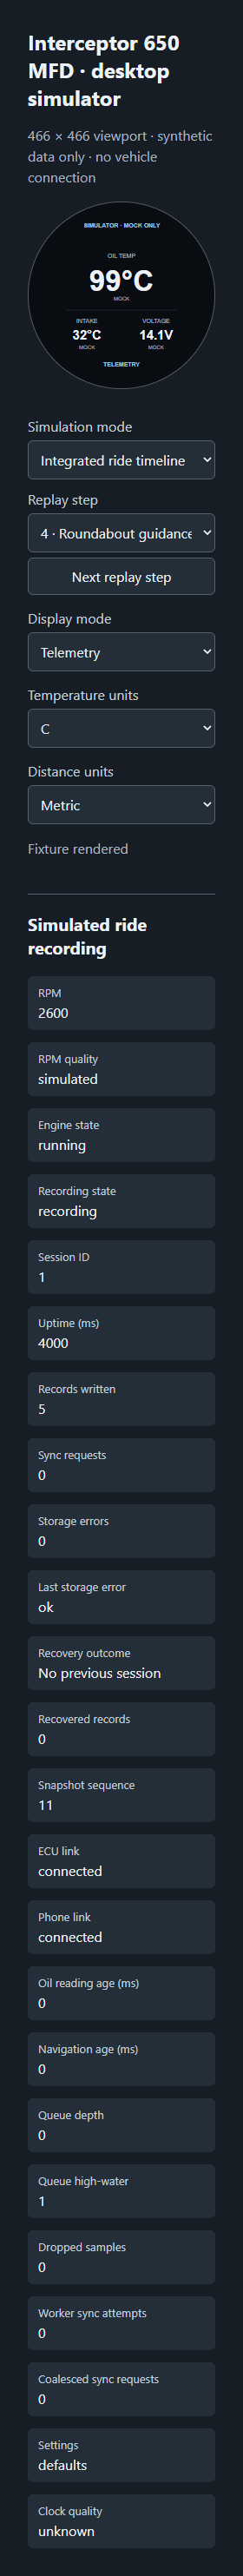 Interceptor 650
MFD · desktop
simulator
466 × 466 viewport · synthetic
data only · no vehicle
connection
SIMULATOR · MOCK ONLY
OIL TEMP
99°C
MOCK
INTAKE VOLTAGE
32°C 14.1V
MOCK MOCK
TELEMETRY
Simulation mode
Integrated ride timeline
Replay step
4 · Roundabout guidance
Next replay step
Display mode
Telemetry
Temperature units
C
Distance units
Metric
Fixture rendered
Simulated ride
recording
RPM
2600
RPM quality
simulated
Engine state
running
Recording state
recording
Session ID
1
Uptime (ms)
4000
Records written
5
Sync requests
0
Storage errors
0
Last storage error
ok
Recovery outcome
No previous session
Recovered records
0
Snapshot sequence
11
ECU link
connected
Phone link
connected
Oil reading age (ms)
0
Navigation age (ms)
0
Queue depth
0
Queue high-water
1
Dropped samples
0
Worker sync attempts
0
Coalesced sync requests
0
Settings
defaults
Clock quality
unknown